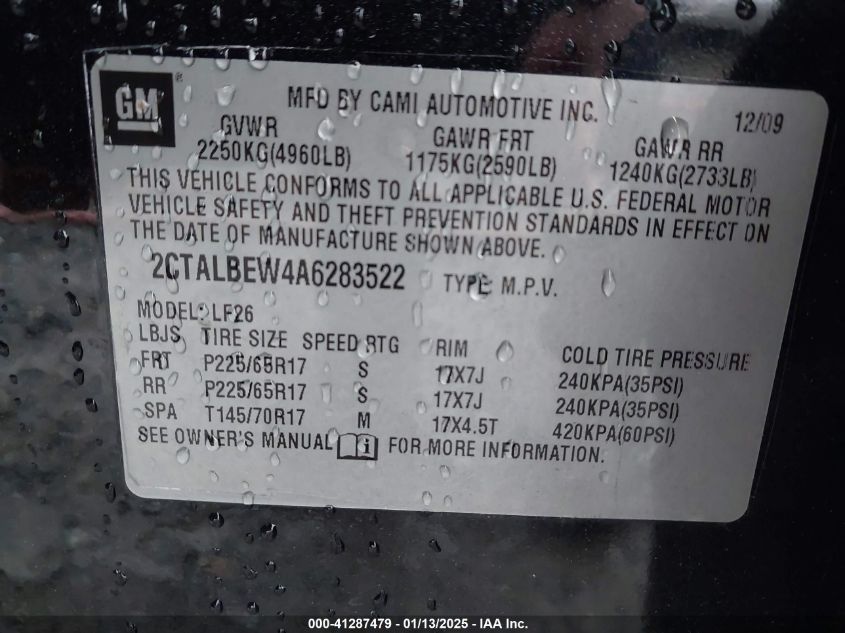 GM ®
MFD BY CAMI AUTOMOTIVE INC. 12/09
GVWR GAWR FRT GAWR RR
2250KG(4960LB) 1175KG(2590LB) 1240KG(2733LB)
THIS VEHICLE CONFORMS TO ALL APPLICABLE U.S. FEDERAL MOTOR
VEHICLE SAFETY AND THEFT PREVENTION STANDARDS IN EFFECT ON
THE DATE OF MANUFACTURE SHOWN ABOVE.
2CTALBEW4A6283522 TYPE: M.P.V.
MODEL: LF26
LBJS TIRE SIZE SPEED RTG RIM COLD TIRE PRESSURE
FRT P225/65R17 S 17X7J 240KPA(35PSI)
RR P225/65R17 S 17X7J 240KPA(35PSI)
SPA T145/70R17 M 17X4.5T 420KPA(60PSI)
SEE OWNER'S MANUAL i FOR MORE INFORMATION.
000-41287479 — 01/13/2025 — IAA Inc.